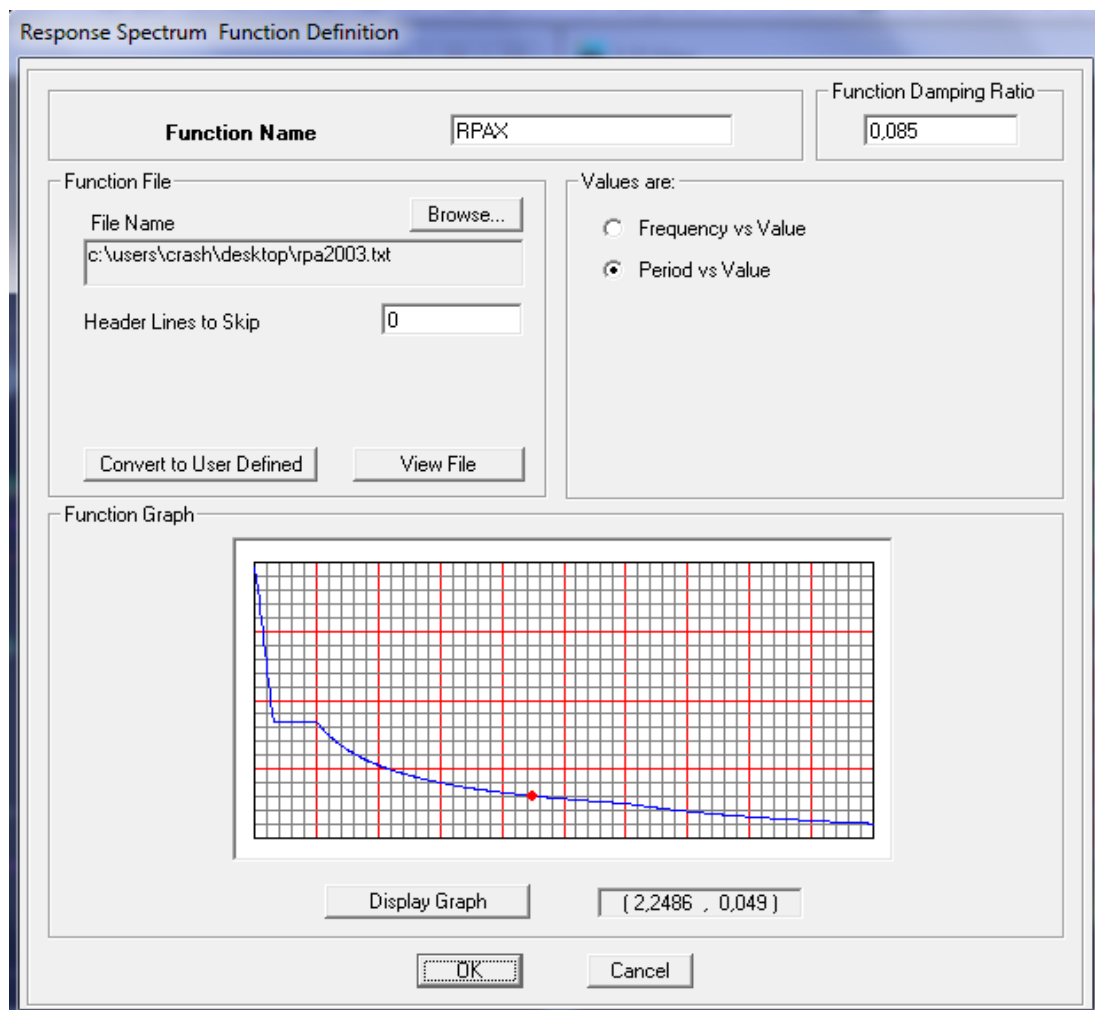 Response Spectrum Function Definition
Function Name
RPAX
Function Damping Ratio
0,085
Function File
File Name
Browse...
c:\users\crash\desktop\rpa2003.txt
Header Lines to Skip
0
Convert to User Defined
View File
Values are:
Frequency vs Value
Period vs Value
Function Graph
Display Graph
( 2,2486 , 0,049 )
OK
Cancel